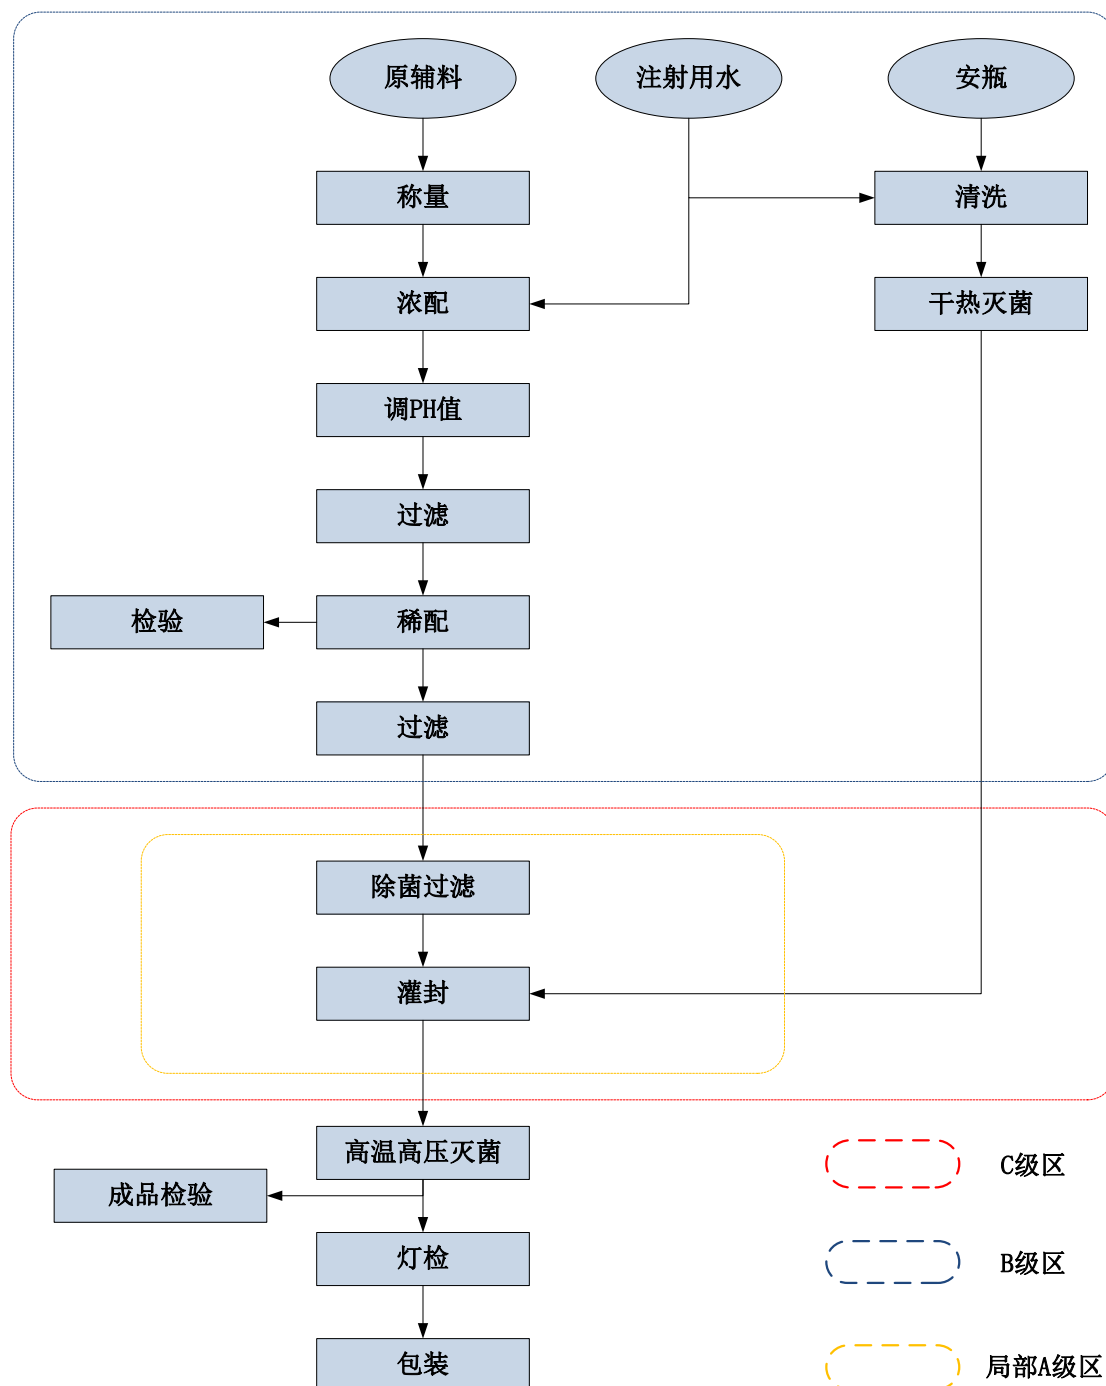 原辅料
注射用水
安瓶
称量
清洗
浓配
干热灭菌
调PH值
过滤
检验
稀配
过滤
除菌过滤
灌封
高温高压灭菌
C级区
成品检验
灯检
B级区
包装
局部A级区